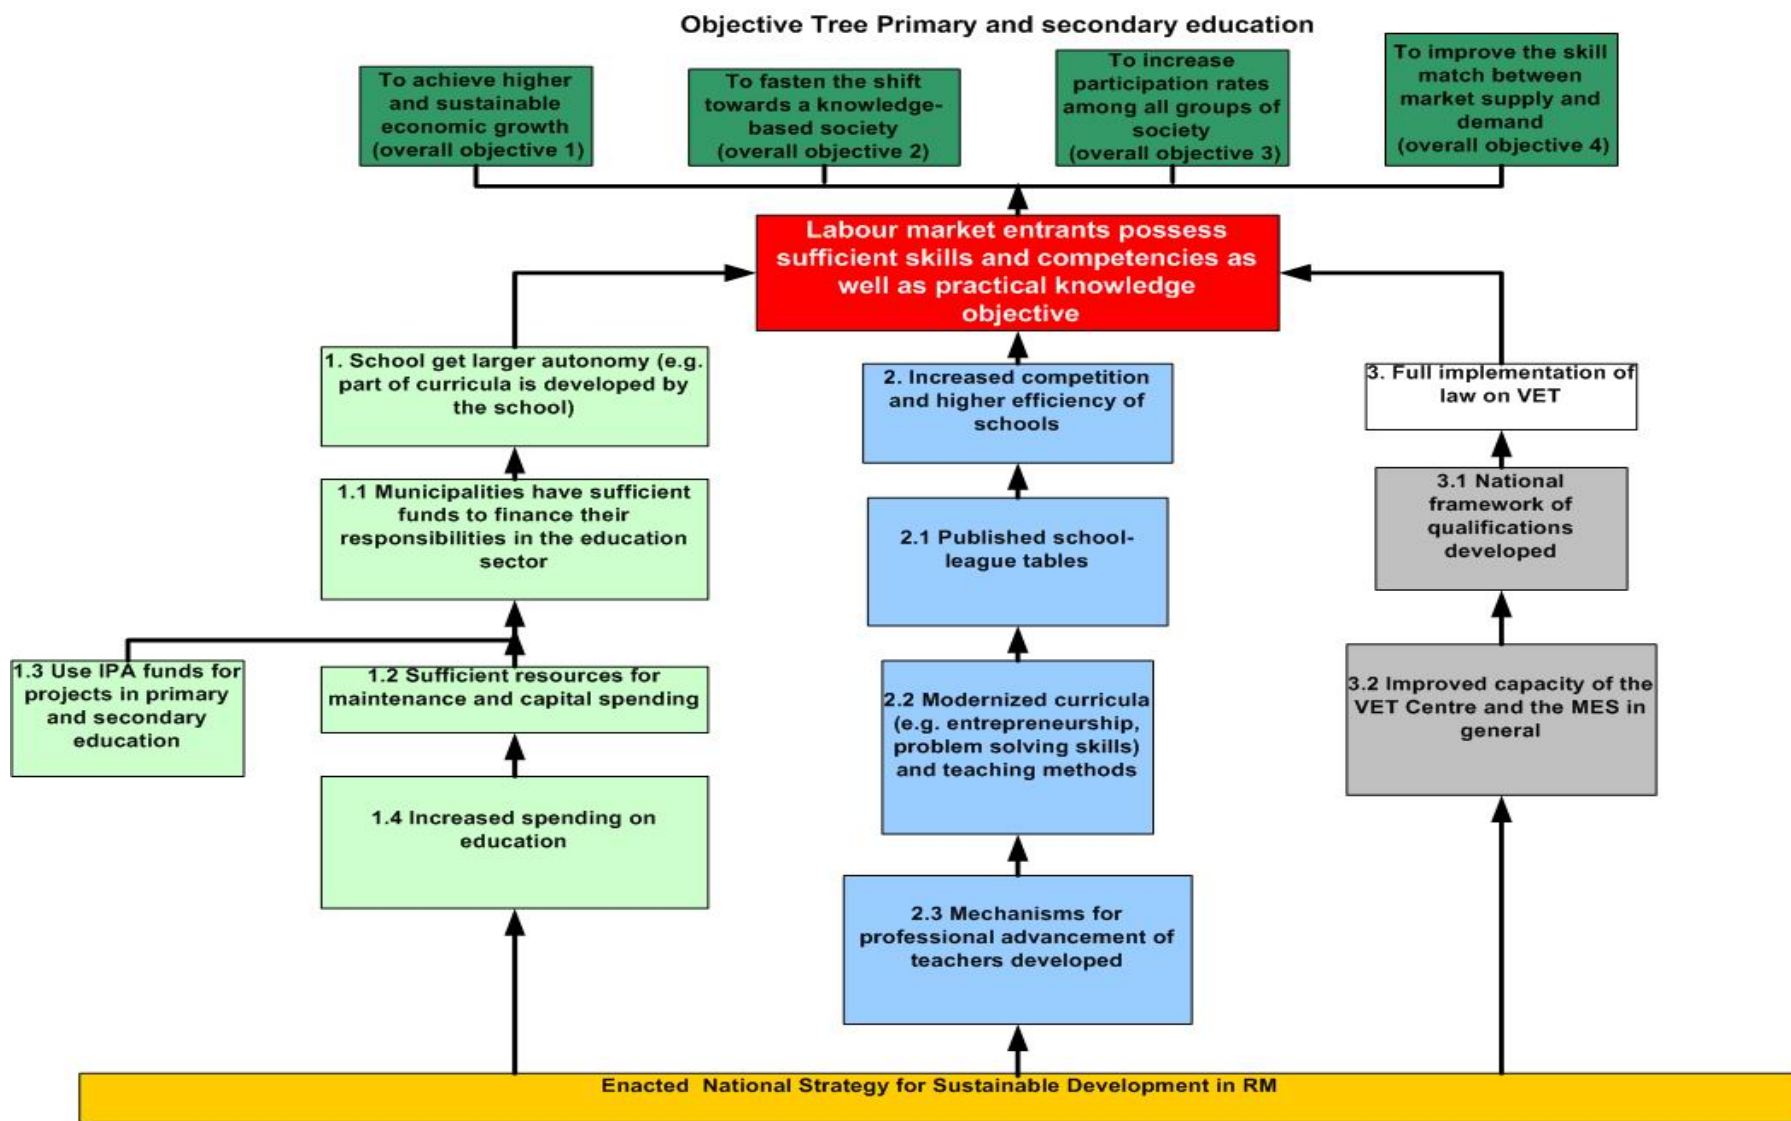 Objective Tree Primary and secondary education
To achieve higher
and sustainable
economic growth
(overall objective 1)
To fasten the shift
towards a knowledge-
based society
(overall objective 2)
To increase
participation rates
among all groups of
society
(overall objective 3)
To improve the skill
match between
market supply and
demand
(overall objective 4)
Labour market entrants possess
sufficient skills and competencies as
well as practical knowledge
objective
1. School get larger autonomy (e.g.
part of curricula is developed by
the school)
2. Increased competition
and higher efficiency of
schools
3. Full implementation of
law on VET
1.1 Municipalities have sufficient
funds to finance their
responsibilities in the education
sector
2.1 Published school-
league tables
3.1 National
framework of
qualifications
developed
1.3 Use IPA funds for
projects in primary
and secondary
education
1.2 Sufficient resources for
maintenance and capital spending
2.2 Modernized curricula
(e.g. entrepreneurship,
problem solving skills)
and teaching methods
3.2 Improved capacity of the
VET Centre and the MES in
general
1.4 Increased spending on
education
2.3 Mechanisms for
professional advancement of
teachers developed
Enacted  National Strategy for Sustainable Development in RM